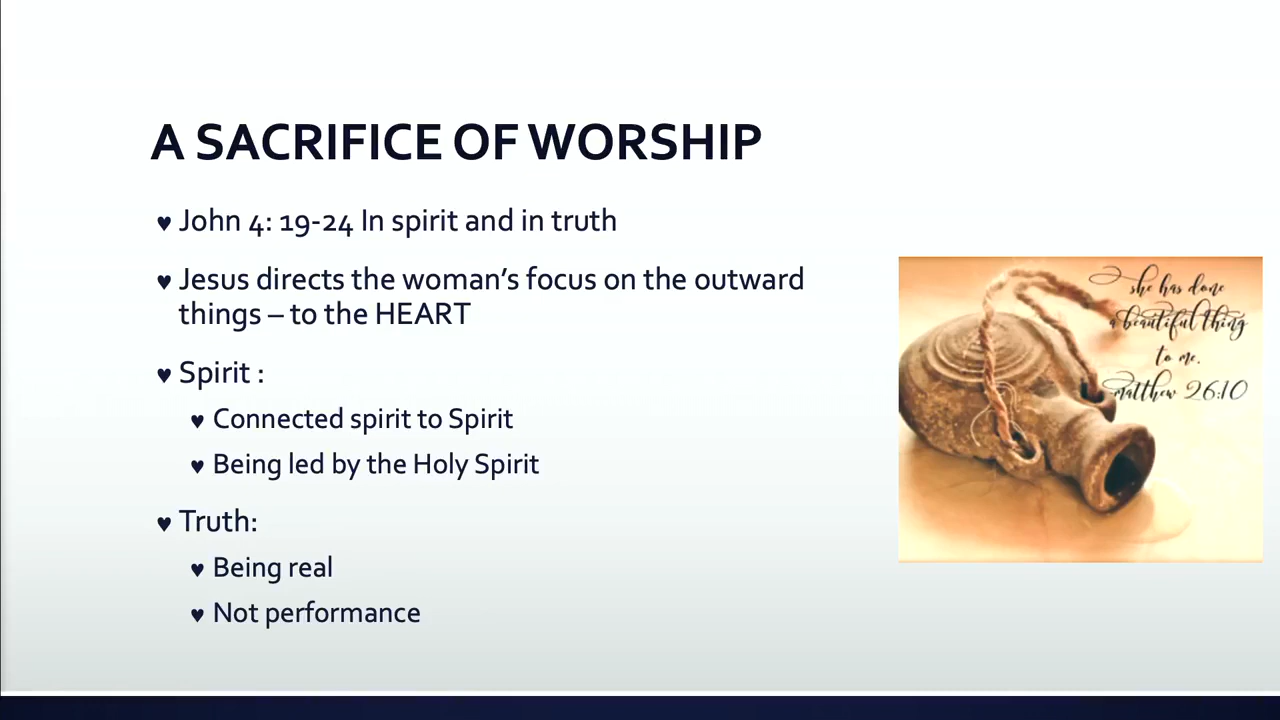 A SACRIFICE OF WORSHIP
♥ John 4: 19-24 In spirit and in truth
♥ Jesus directs the woman's focus on the outward
things – to the HEART
♥ Spirit :
♥ Connected spirit to Spirit
♥ Being led by the Holy Spirit
♥ Truth:
♥ Being real
♥ Not performance
she has done
a beautiful thing
to me.
-matthew 26:10